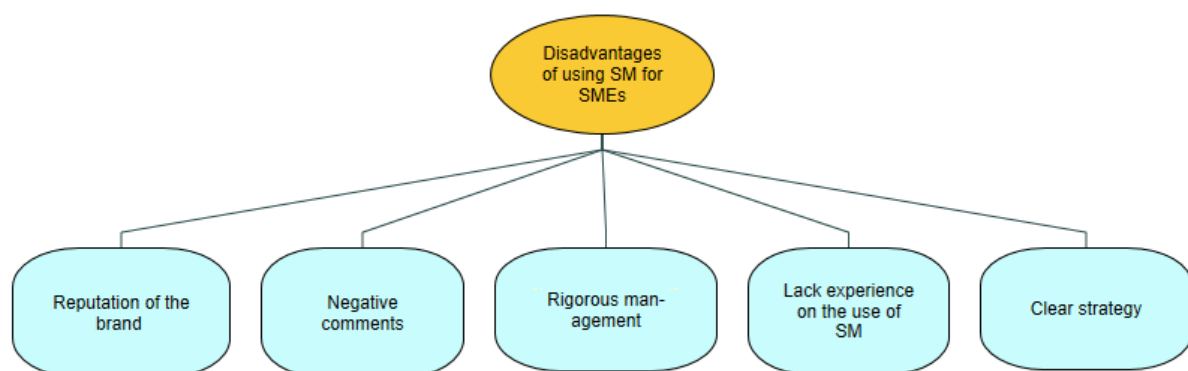 Disadvantages
of using SM for
SMEs
Reputation of the
brand
Negative
comments
Rigorous man-
agement
Lack experience
on the use of
SM
Clear strategy